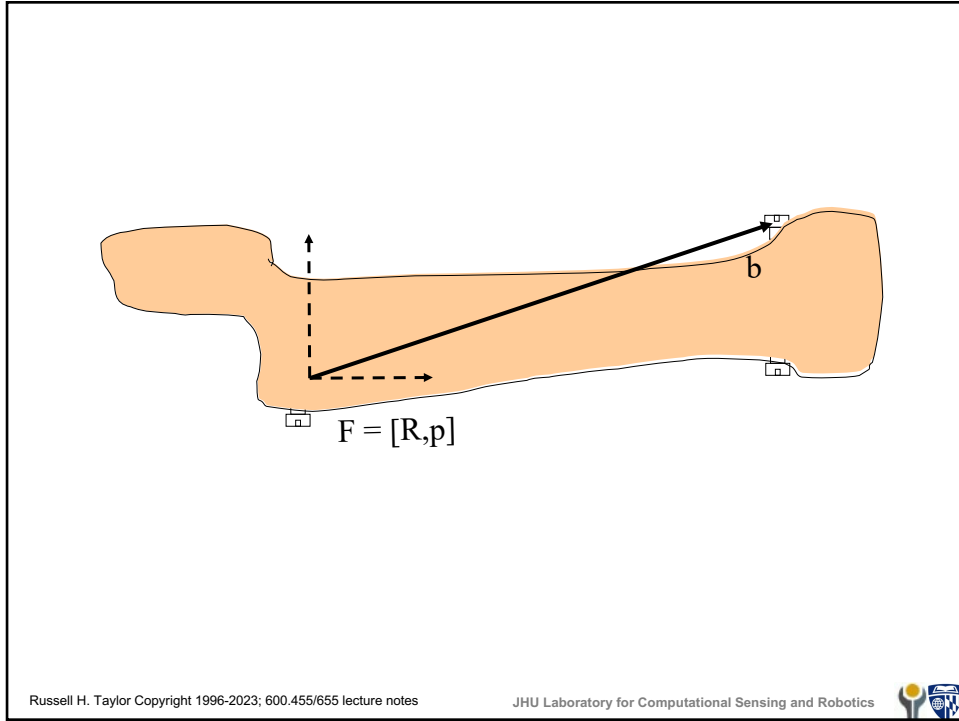 b
F = [R,p]
Russell H. Taylor Copyright 1996-2023; 600.455/655 lecture notes
JHU Laboratory for Computational Sensing and Robotics